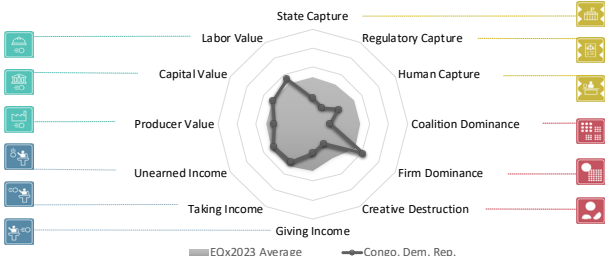 State Capture
Labor Value
Regulatory Capture
Capital Value
Human Capture
Producer Value
Coalition Dominance
Unearned Income
Firm Dominance
Taking Income
Creative Destruction
Giving Income
EQx2023 Average
Congo, Dem. Rep.